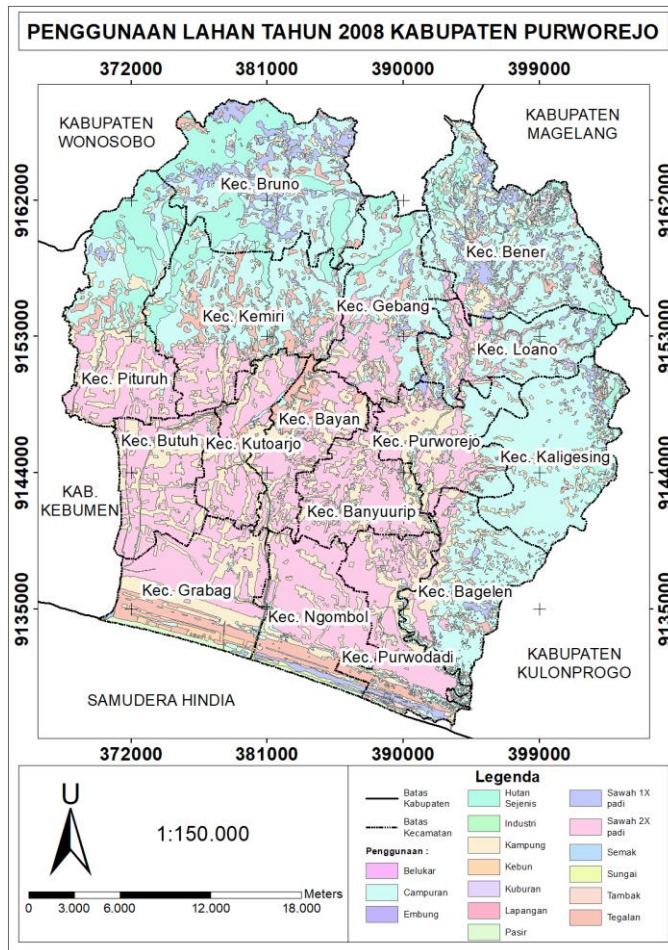 PENGGUNAAN LAHAN TAHUN 2008 KABUPATEN PURWOREJO
372000 381000 390000 399000
KABUPATEN
WONOSOBO
KABUPATEN
MAGELANG
9162000 9162000
Kec. Bruno
Kec. Bener
Kec. Gebang
Kec. Kemiri
9153000 9153000
Kec. Loano
Kec. Pituruh
Kec. Bayan
Kec. Butuh
Kec. Kutoarjo
Kec. Purworejo
Kec. Kaligesing
9144000 9144000
KAB.
KEBUMEN
Kec. Banyuurip
Kec. Grabag
Kec. Bagelen
9135000 9135000
Kec. Ngombol
Kec. Purwodadi
KABUPATEN
KULONPROGO
SAMUDERA HINDIA
372000 381000 390000 399000
U
1:150.000
Meters
0 3.000 6.000 12.000 18.000
Legenda
Batas
Kabupaten
Batas
Kecamatan
Penggunaan :
Belukar
Campuran
Embung
Hutan
Sejenis
Industri
Kampung
Kebun
Kuburan
Lapangan
Pasir
Sawah 1X
padi
Sawah 2X
padi
Semak
Sungai
Tambak
Tegalan